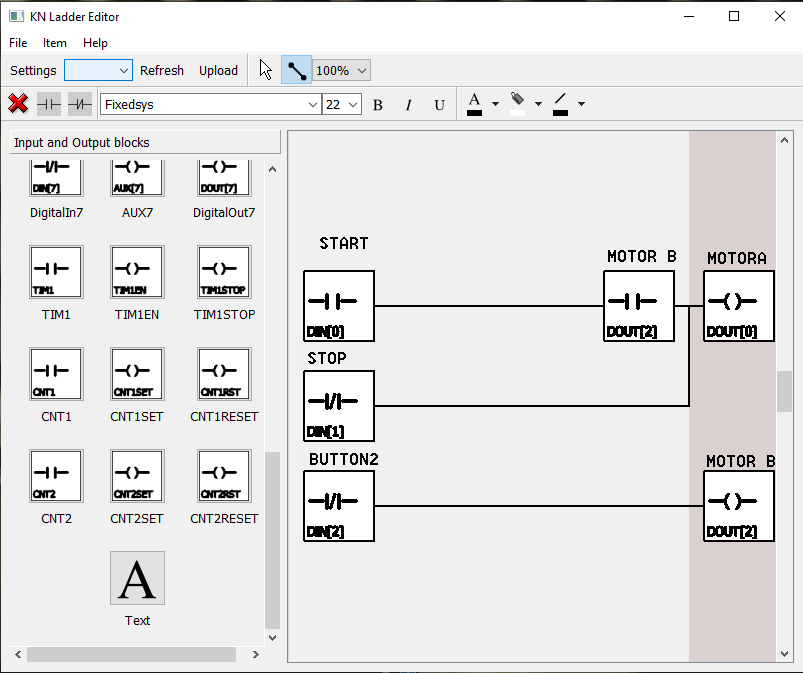 KN Ladder Editor
File Item Help
Settings Refresh Upload 100%
Fixedsys 22 B I U A
Input and Output blocks
DIN[7] AUX[7] DOUT[7]
DigitalIn7 AUX7 DigitalOut7
TIM1 TIM1EN TIM1STOP
TIM1 TIM1EN TIM1STOP
CNT1 CNT1SET CNT1RST
CNT1 CNT1SET CNT1RESET
CNT2 CNT2SET CNT2RST
CNT2 CNT2SET CNT2RESET
A
Text
START MOTOR B MOTORA
DIN[0] DOUT[2] DOUT[0]
STOP
DIN[1]
BUTTON2 MOTOR B
DIN[2] DOUT[2]